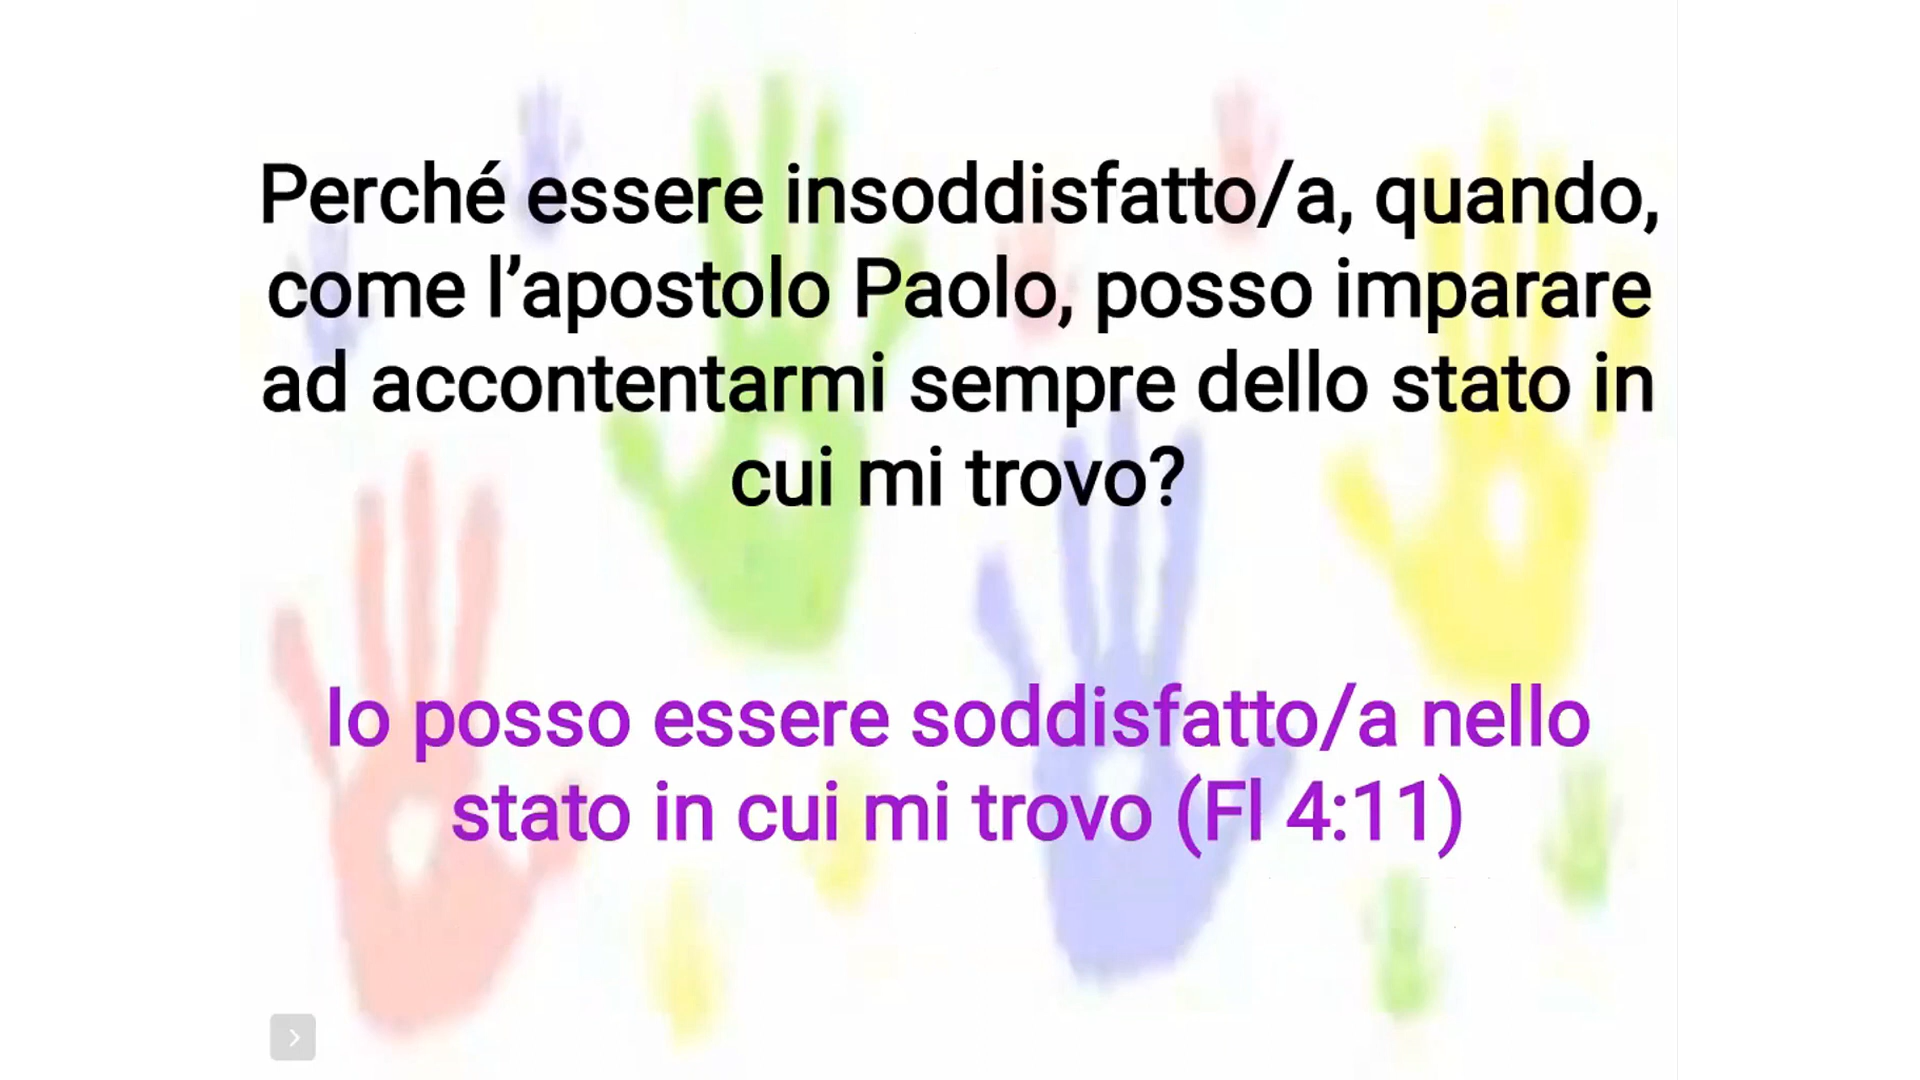 Perché essere insoddisfatto/a, quando,
come l’apostolo Paolo, posso imparare
ad accontentarmi sempre dello stato in
cui mi trovo?
Io posso essere soddisfatto/a nello
stato in cui mi trovo (Fl 4:11)